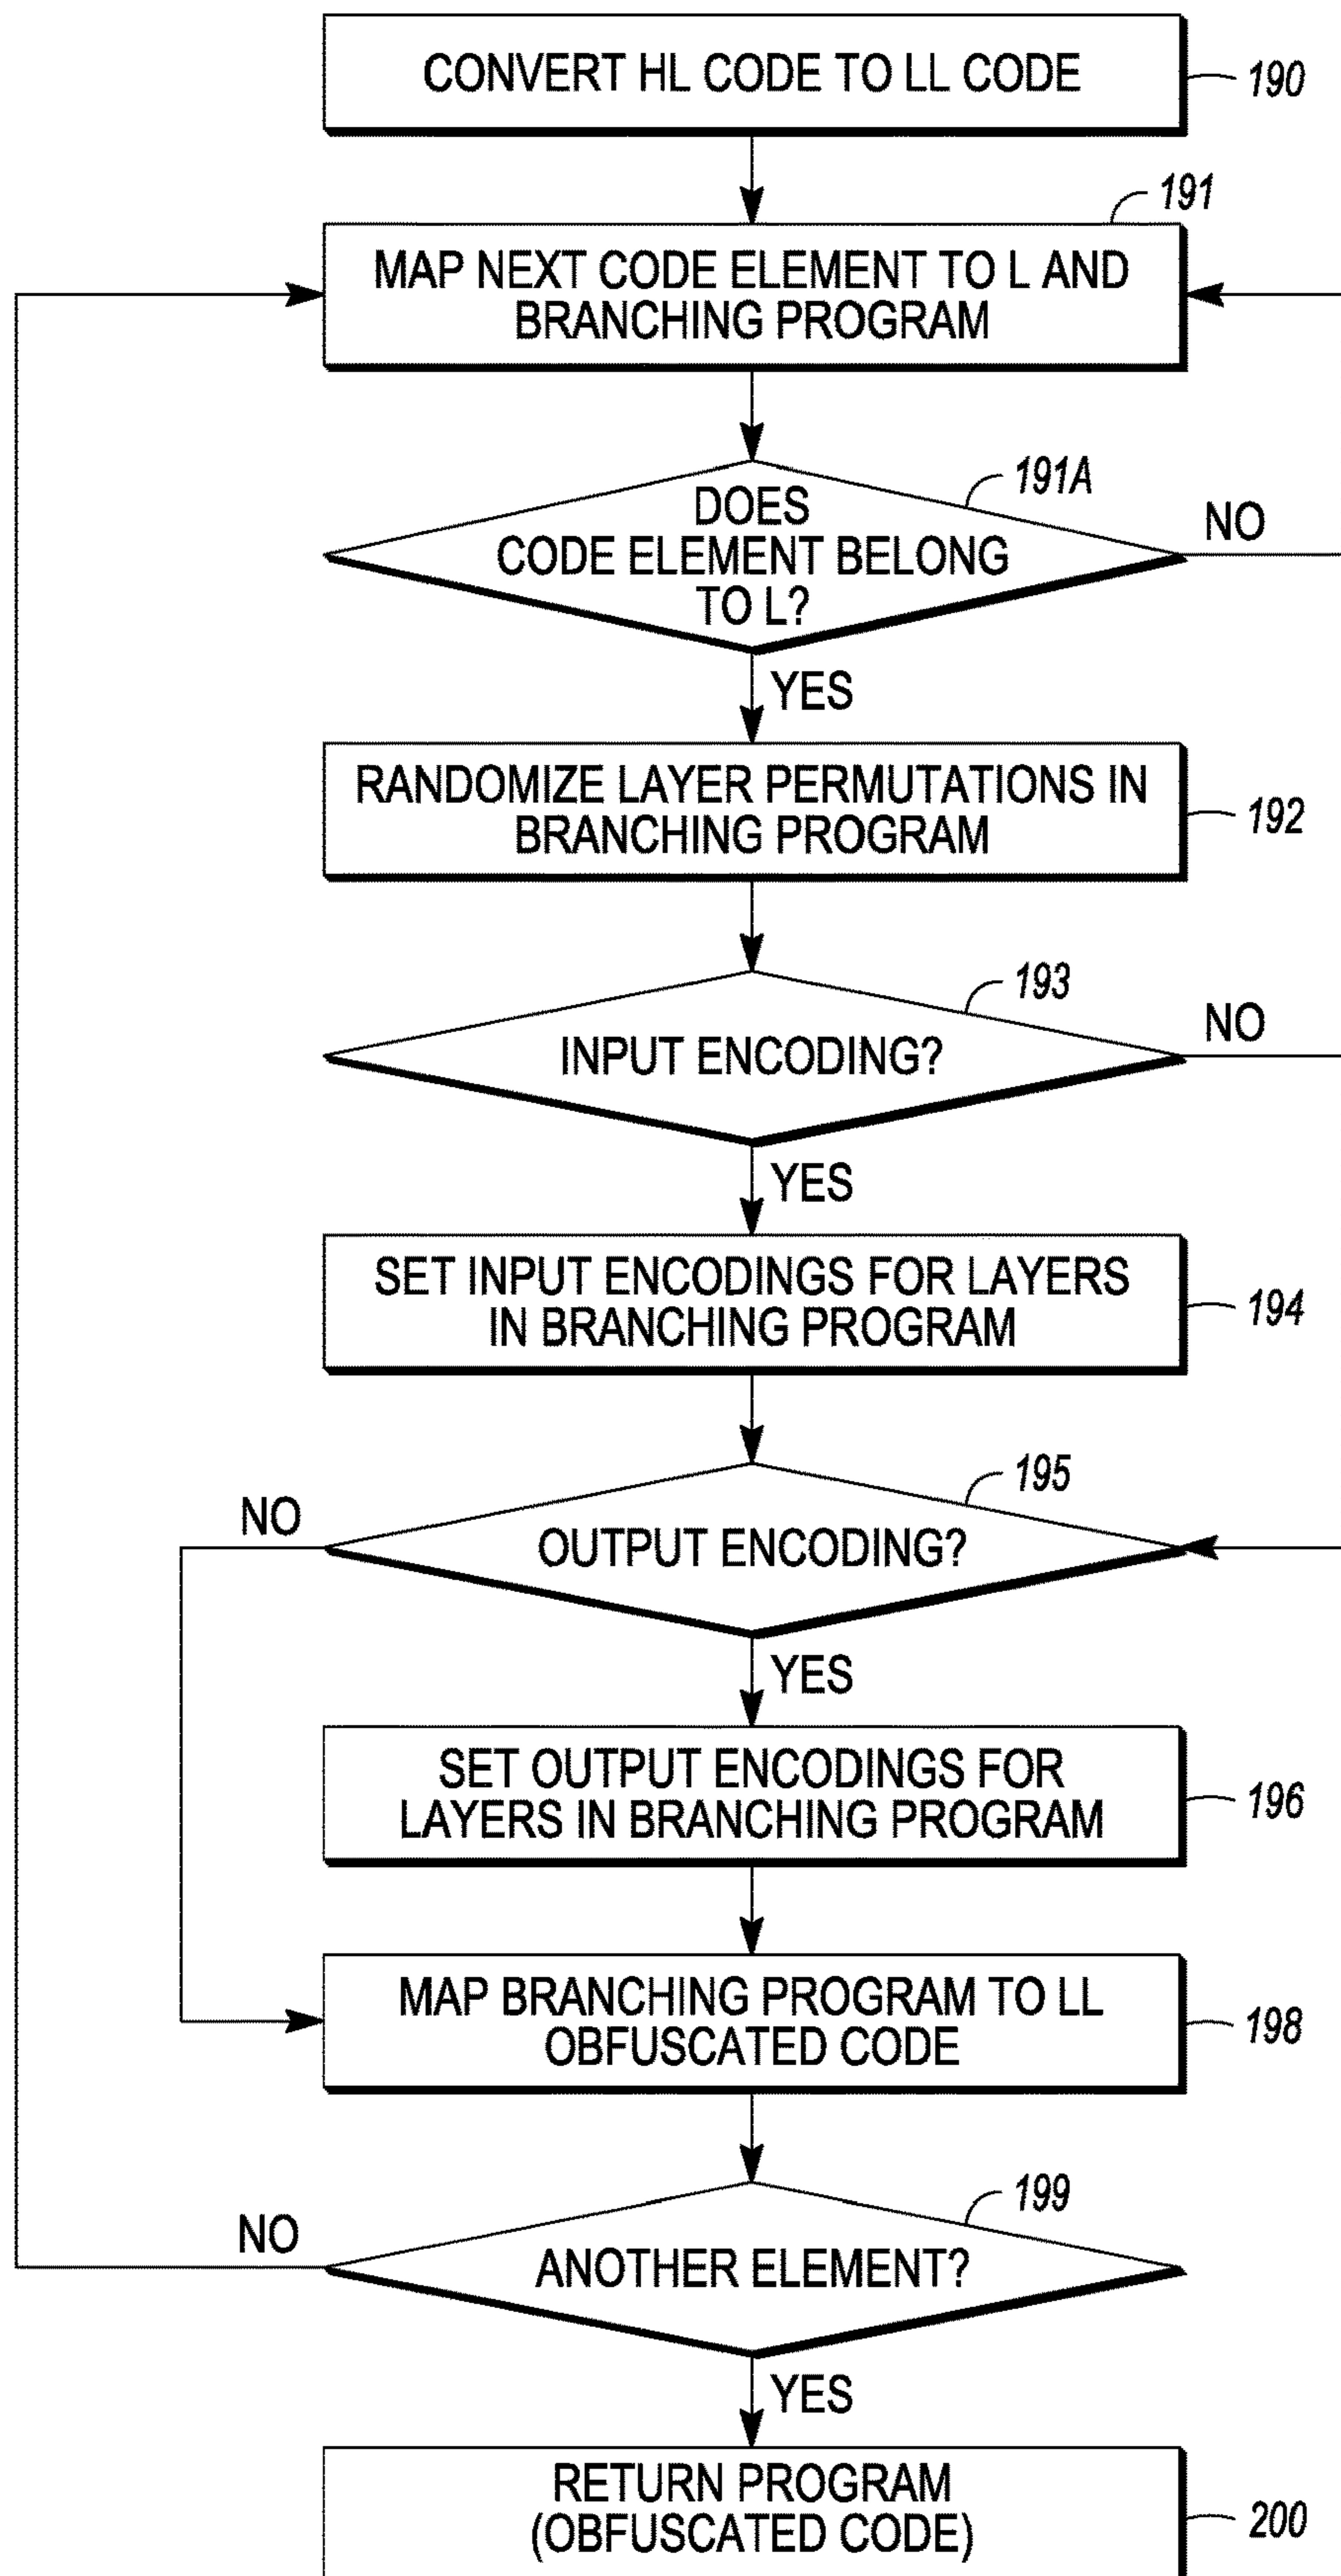 CONVERT HL CODE TO LL CODE
190
191
MAP NEXT CODE ELEMENT TO L AND
BRANCHING PROGRAM
191A
DOES
CODE ELEMENT BELONG
TO L?
NO
YES
RANDOMIZE LAYER PERMUTATIONS IN
BRANCHING PROGRAM
192
193
INPUT ENCODING?
NO
YES
SET INPUT ENCODINGS FOR LAYERS
IN BRANCHING PROGRAM
194
195
NO
OUTPUT ENCODING?
YES
SET OUTPUT ENCODINGS FOR
LAYERS IN BRANCHING PROGRAM
196
MAP BRANCHING PROGRAM TO LL
OBFUSCATED CODE
198
199
NO
ANOTHER ELEMENT?
YES
RETURN PROGRAM
(OBFUSCATED CODE)
200